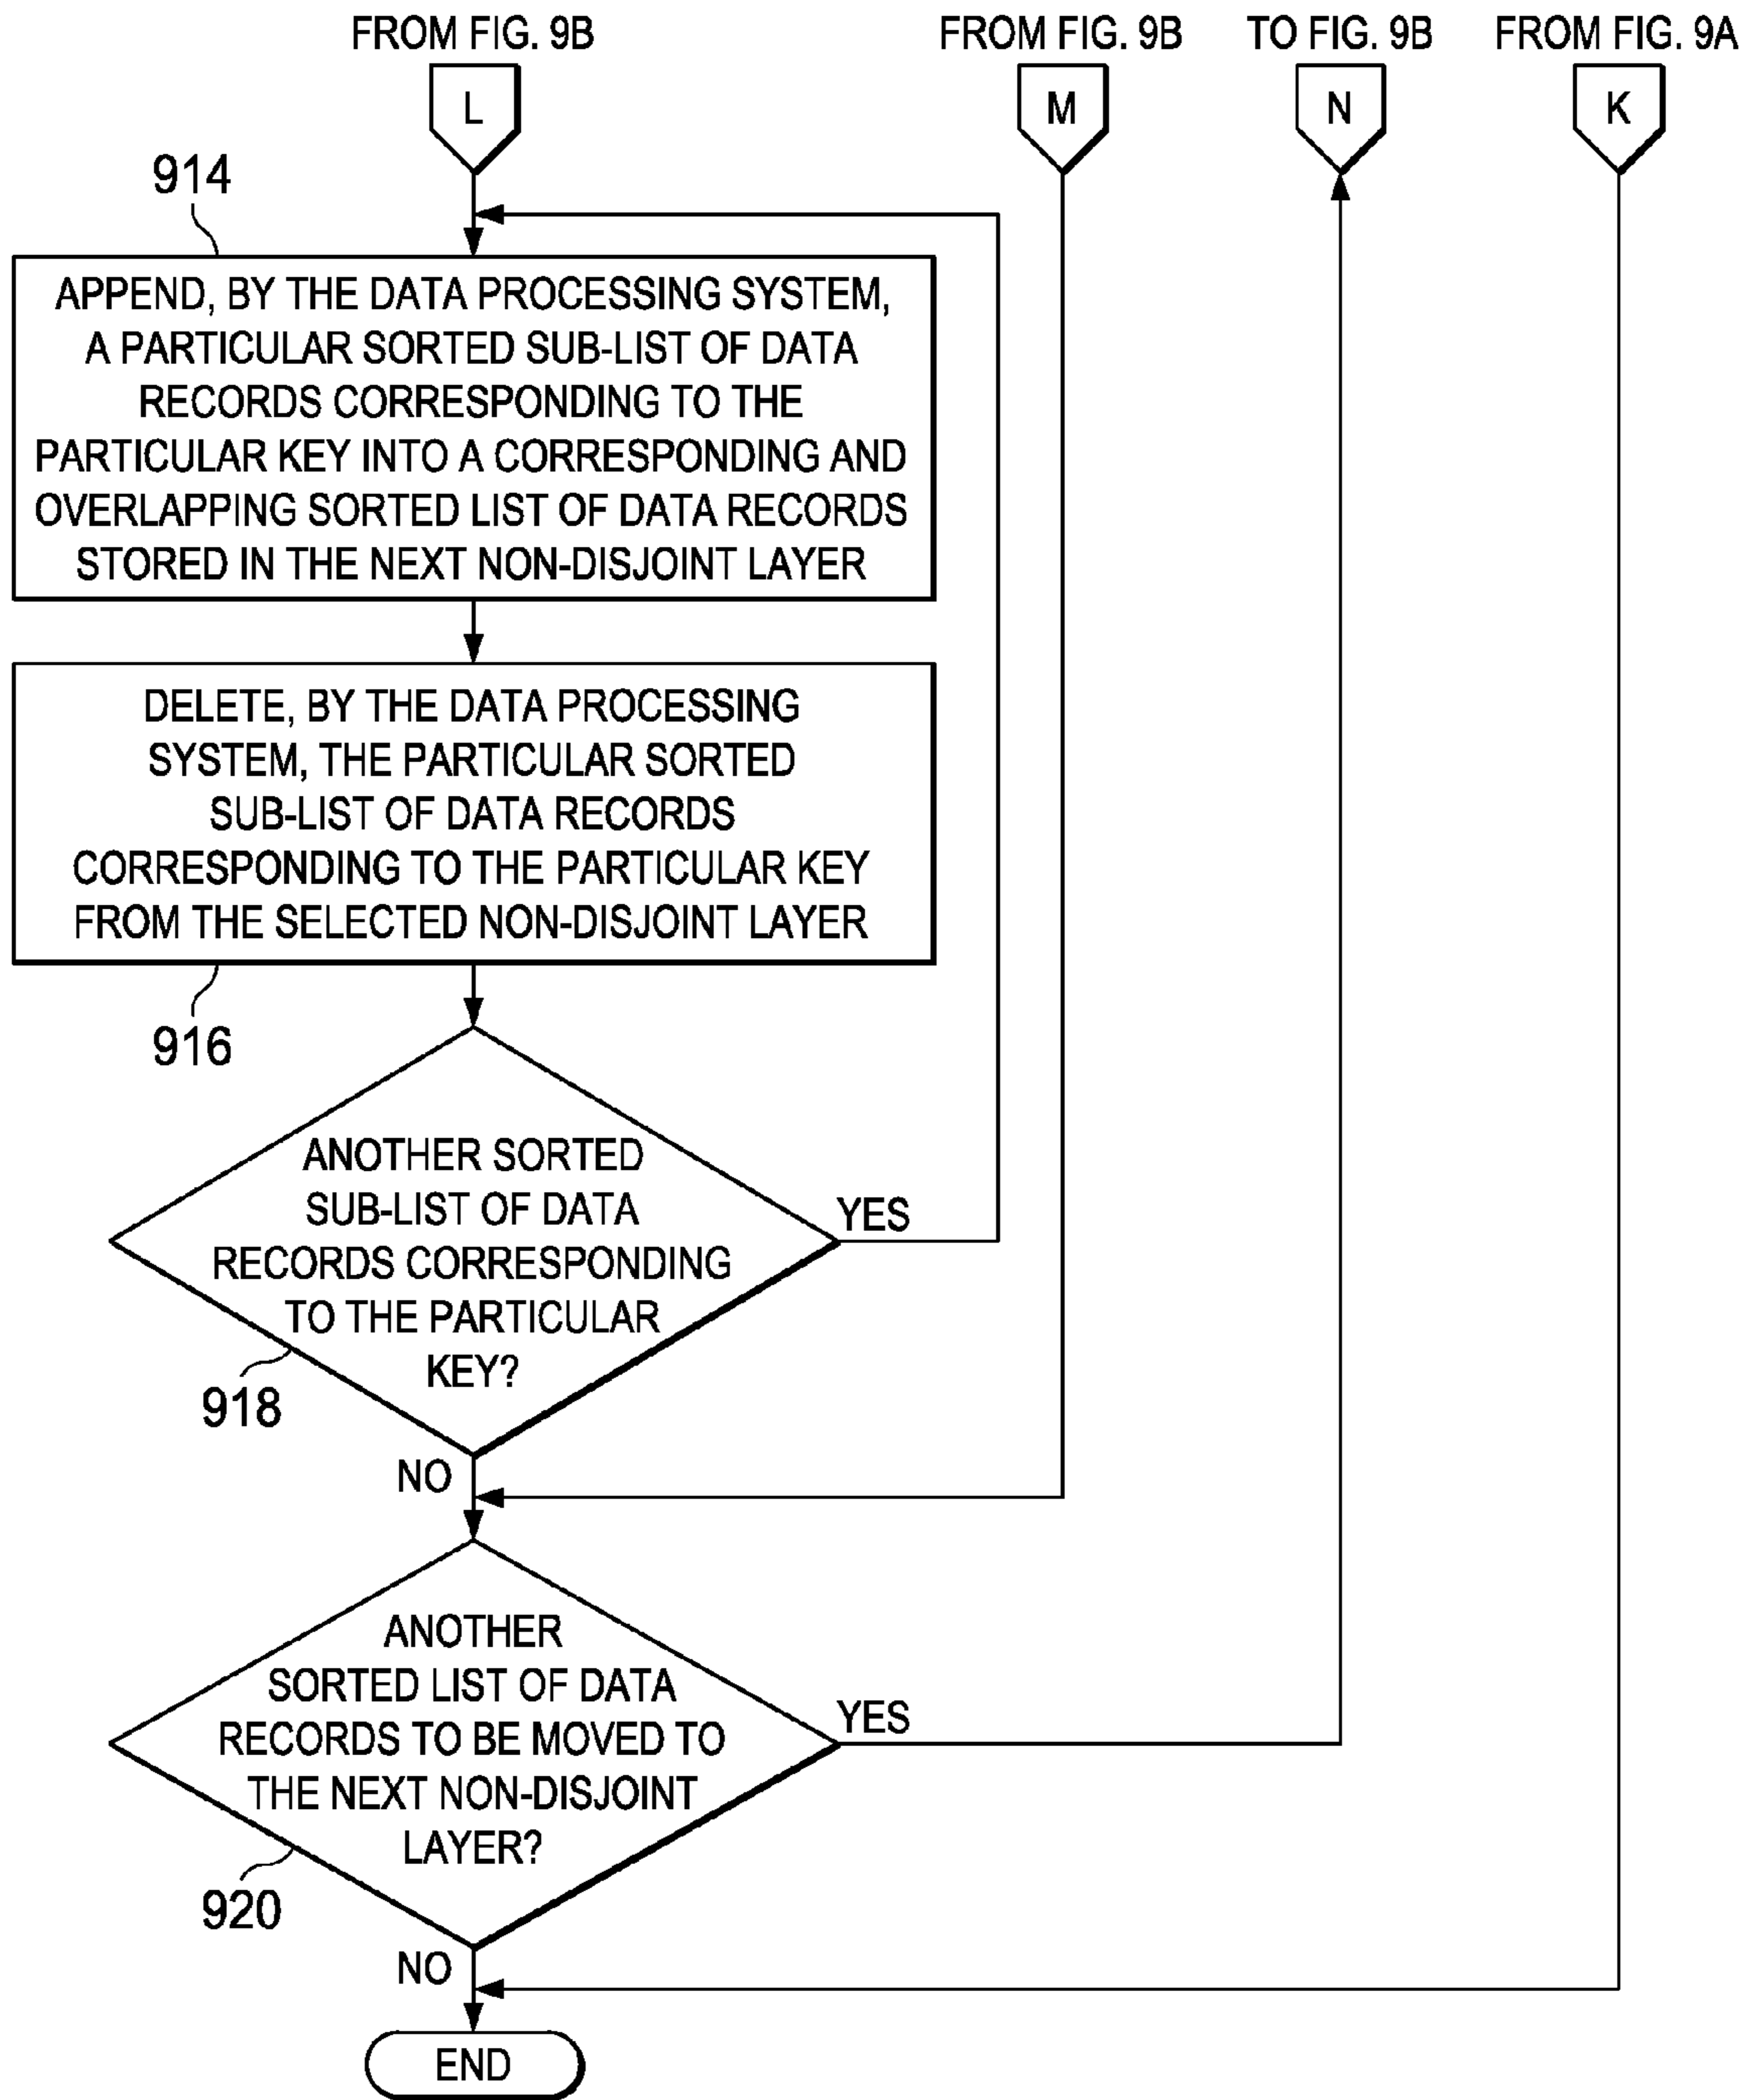 FROM FIG. 9B
FROM FIG. 9B
TO FIG. 9B
FROM FIG. 9A
L
M
N
K
914
APPEND, BY THE DATA PROCESSING SYSTEM,
A PARTICULAR SORTED SUB-LIST OF DATA
RECORDS CORRESPONDING TO THE
PARTICULAR KEY INTO A CORRESPONDING AND
OVERLAPPING SORTED LIST OF DATA RECORDS
STORED IN THE NEXT NON-DISJOINT LAYER
DELETE, BY THE DATA PROCESSING
SYSTEM, THE PARTICULAR SORTED
SUB-LIST OF DATA RECORDS
CORRESPONDING TO THE PARTICULAR KEY
FROM THE SELECTED NON-DISJOINT LAYER
916
ANOTHER SORTED
SUB-LIST OF DATA
RECORDS CORRESPONDING
TO THE PARTICULAR
KEY?
YES
918
NO
ANOTHER
SORTED LIST OF DATA
RECORDS TO BE MOVED TO
THE NEXT NON-DISJOINT
LAYER?
YES
920
NO
END